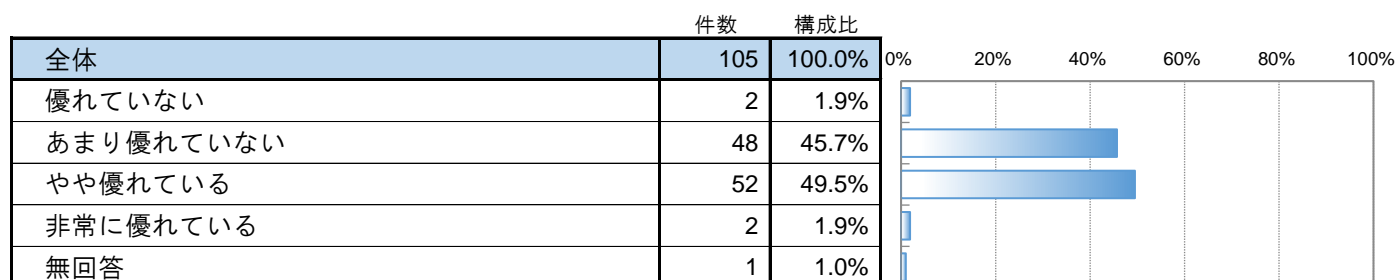 件数 構成比
全体 105 100.0% 0% 20% 40% 60% 80% 100%
優れていない 2 1.9%
あまり優れていない 48 45.7%
やや優れている 52 49.5%
非常に優れている 2 1.9%
無回答 1 1.0%